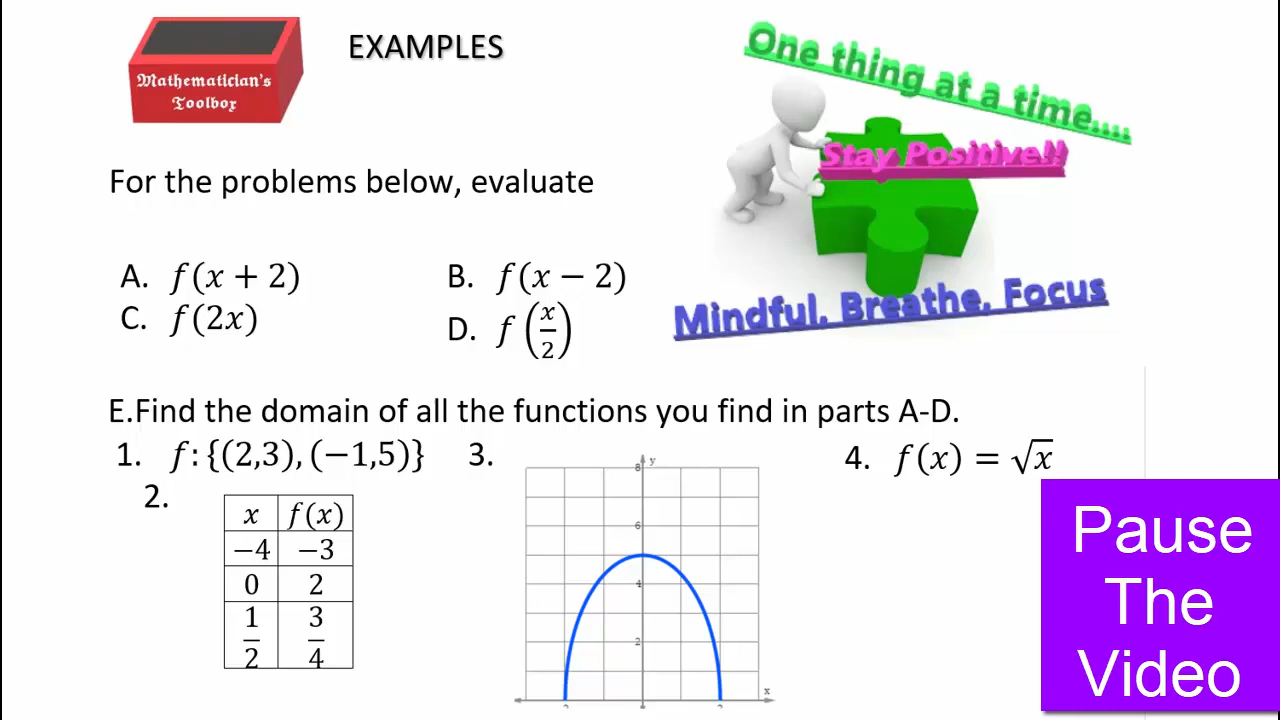 Mathematician's
Toolbox
EXAMPLES
One thing at a time....
Stay Positive!!
Mindful, Breathe, Focus
For the problems below, evaluate
A. f(x + 2)
B. f(x − 2)
C. f(2x)
D. f(x/2)
E.Find the domain of all the functions you find in parts A-D.
1. f:{(2,3), (−1,5)}
2.
x f(x)
−4 −3
0 2
1/2 3/4
3.
y
8
6
4
2
x
4. f(x) = √x
Pause
The
Video